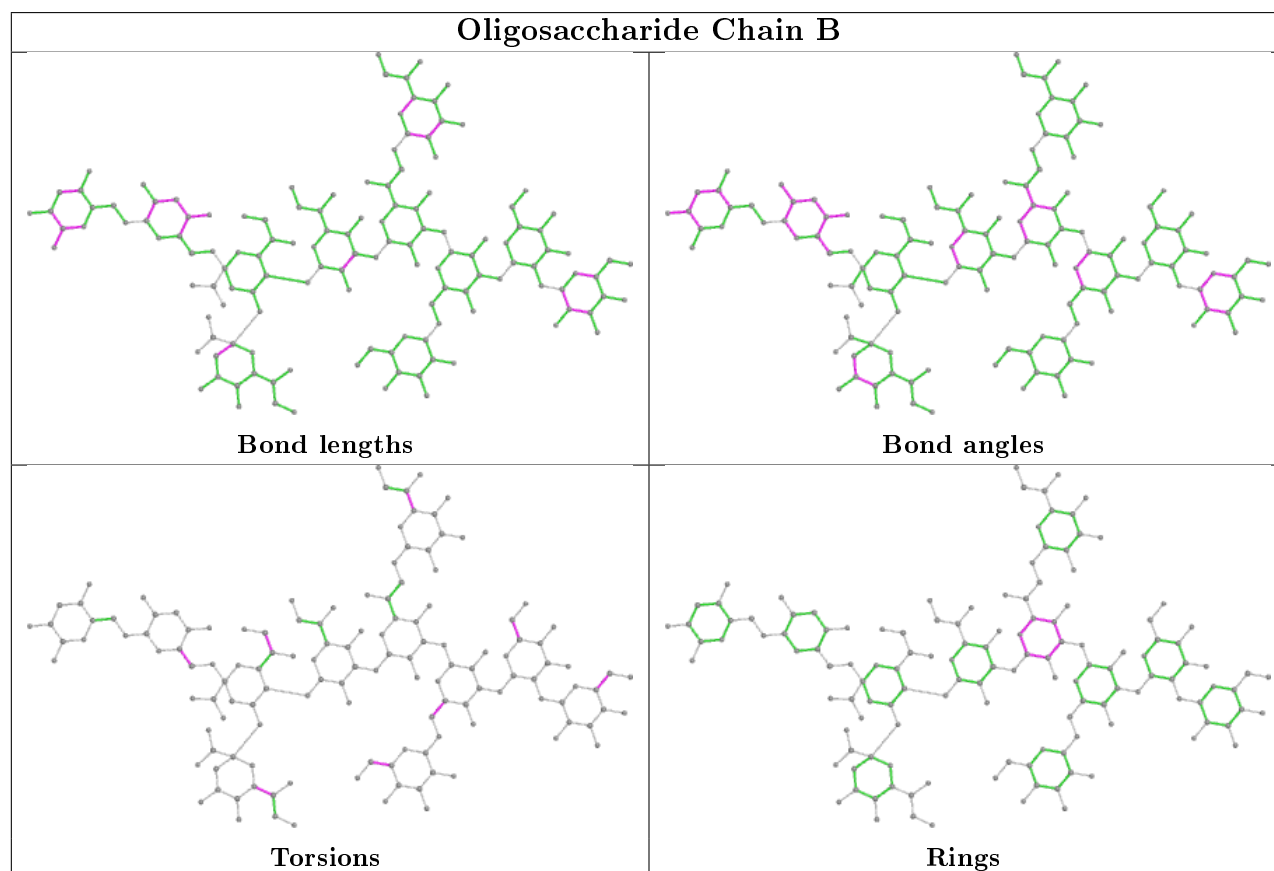 Oligosaccharide Chain B
Bond lengths
Bond angles
Torsions
Rings